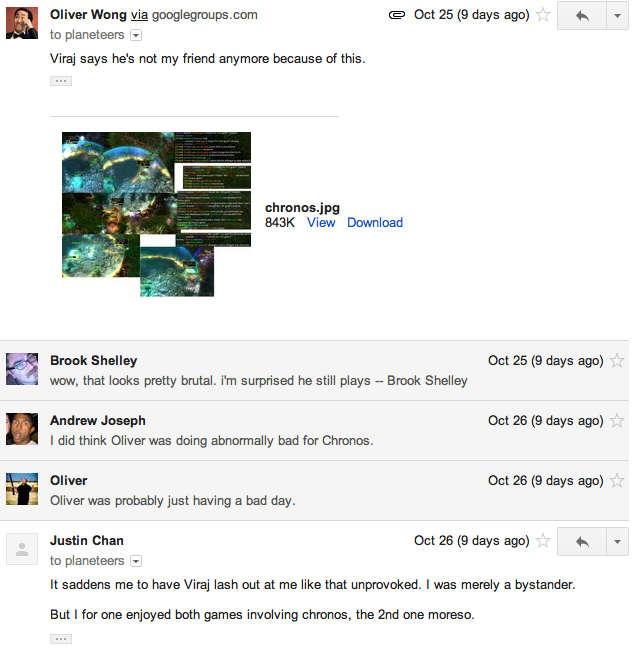 Oliver Wong via googlegroups.com Oct 25 (9 days ago)
to planeteers
Viraj says he's not my friend anymore because of this.
chronos.jpg
843K View Download
Brook Shelley Oct 25 (9 days ago)
wow, that looks pretty brutal. i'm surprised he still plays -- Brook Shelley
Andrew Joseph Oct 26 (9 days ago)
I did think Oliver was doing abnormally bad for Chronos.
Oliver Oct 26 (9 days ago)
Oliver was probably just having a bad day.
Justin Chan Oct 26 (9 days ago)
to planeteers
It saddens me to have Viraj lash out at me like that unprovoked. I was merely a bystander.
But I for one enjoyed both games involving chronos, the 2nd one moreso.